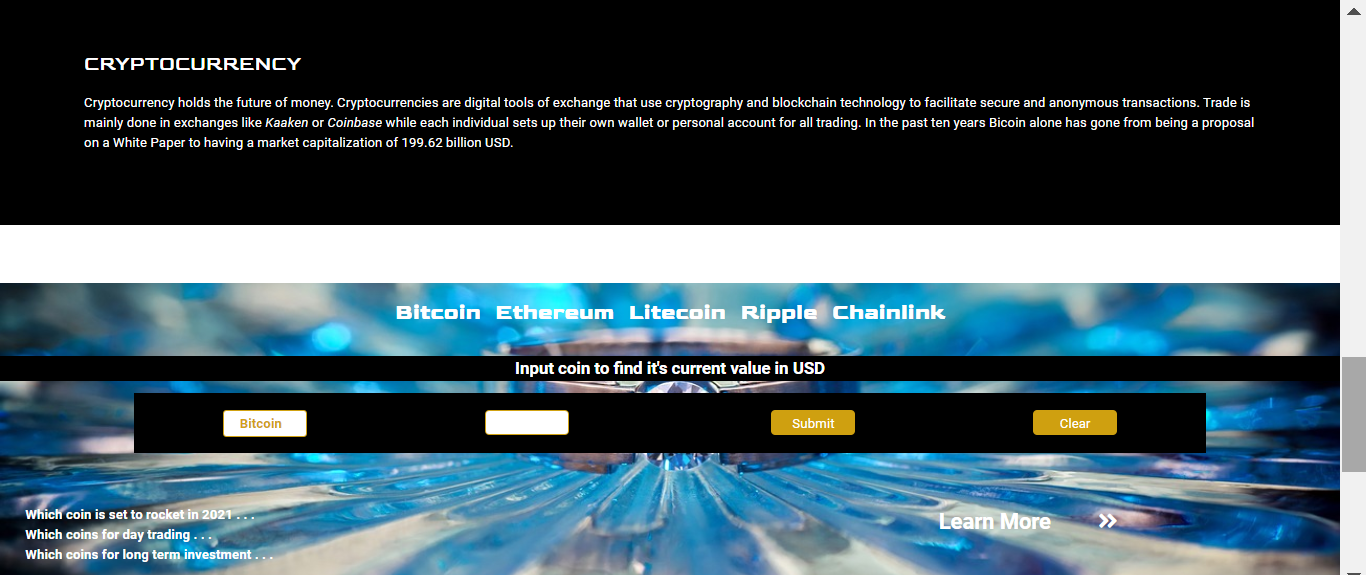 CRYPTOCURRENCY
Cryptocurrency holds the future of money. Cryptocurrencies are digital tools of exchange that use cryptography and blockchain technology to facilitate secure and anonymous transactions. Trade is
mainly done in exchanges like Kaaken or Coinbase while each individual sets up their own wallet or personal account for all trading. In the past ten years Bicoin alone has gone from being a proposal
on a White Paper to having a market capitalization of 199.62 billion USD.
Bitcoin Ethereum Litecoin Ripple Chainlink
Input coin to find it's current value in USD
Bitcoin Submit Clear
Which coin is set to rocket in 2021 . . .
Which coins for day trading . . .
Which coins for long term investment . . .
Learn More »